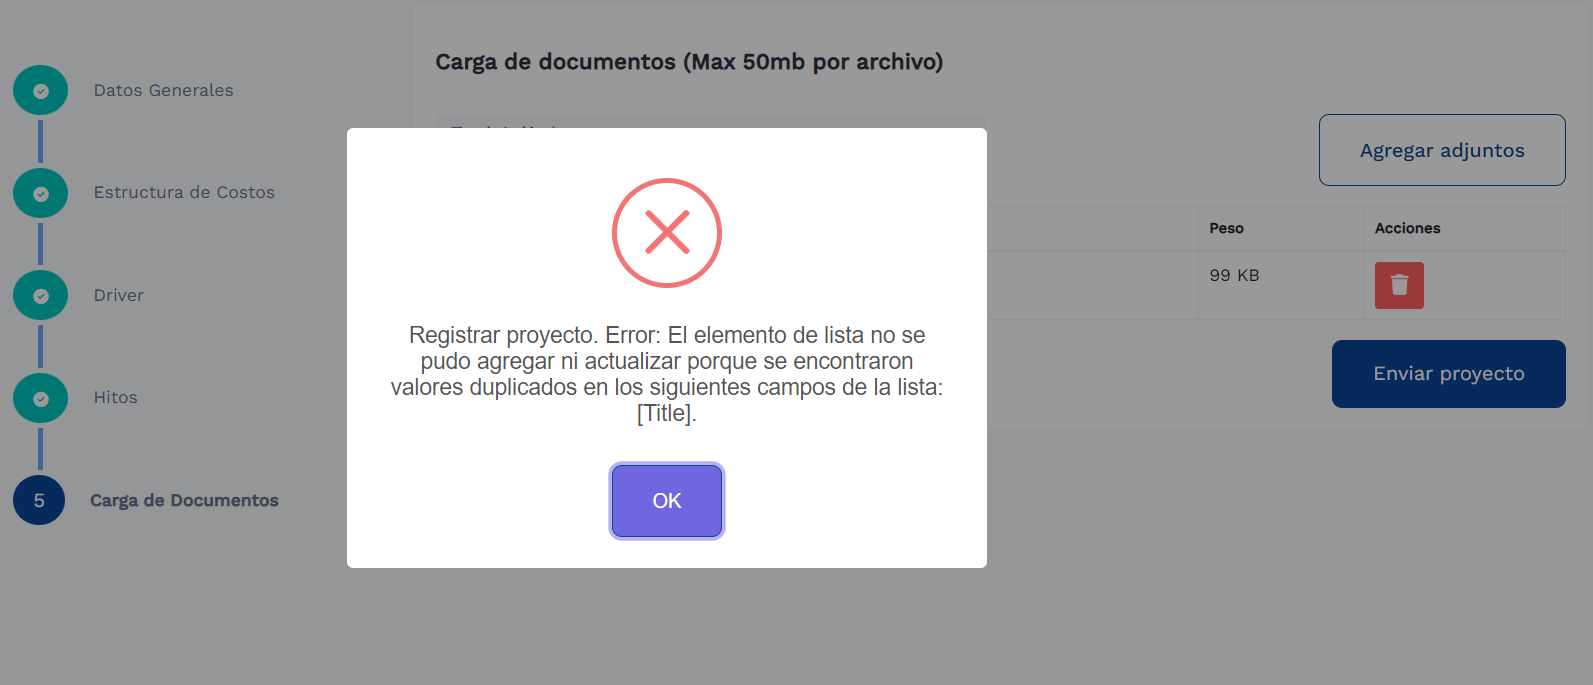 Carga de documentos (Max 50mb por archivo)
Datos Generales
Estructura de Costos
Driver
Hitos
5
Carga de Documentos
Agregar adjuntos
Peso
Acciones
99 KB
Enviar proyecto
Registrar proyecto. Error: El elemento de lista no se
pudo agregar ni actualizar porque se encontraron
valores duplicados en los siguientes campos de la lista:
[Title].
OK